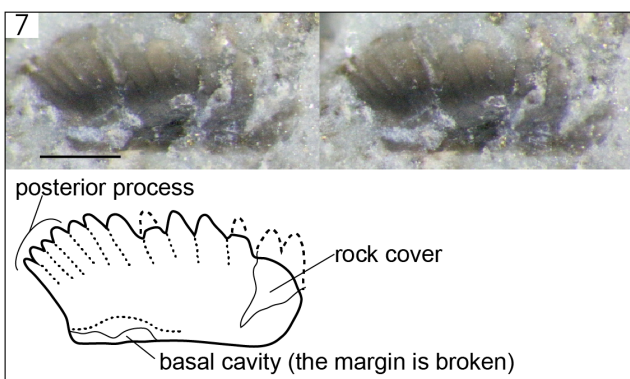 7
posterior process
rock cover
basal cavity (the margin is broken)